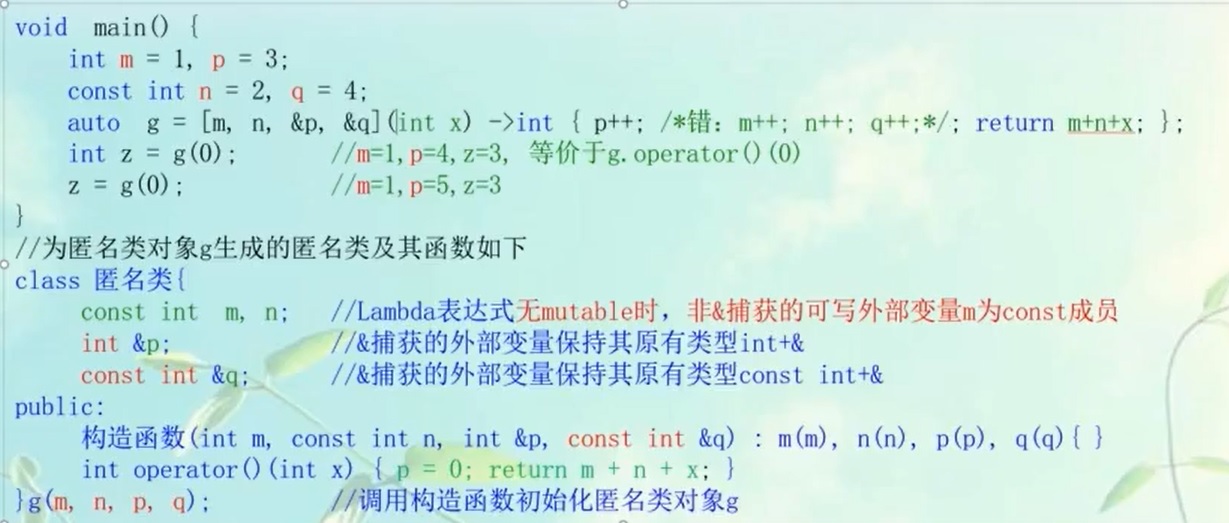 void  main() {
    int m = 1, p = 3;
    const int n = 2, q = 4;
    auto  g = [m, n, &p, &q](int x) ->int { p++; /*错: m++; n++; q++;*/; return m+n+x; };
    int z = g(0);       //m=1,p=4,z=3, 等价于g.operator()(0)
    z = g(0);           //m=1,p=5,z=3
}
//为匿名类对象g生成的匿名类及其函数如下
class 匿名类{
     const int  m, n;   //Lambda表达式无mutable时，非&捕获的可写外部变量m为const成员
     int &p;            //&捕获的外部变量保持其原有类型int+&
     const int &q;      //&捕获的外部变量保持其原有类型const int+&
public:
     构造函数(int m, const int n, int &p, const int &q) : m(m), n(n), p(p), q(q){ }
     int operator()(int x) { p = 0; return m + n + x; }
}g(m, n, p, q);         //调用构造函数初始化匿名类对象g